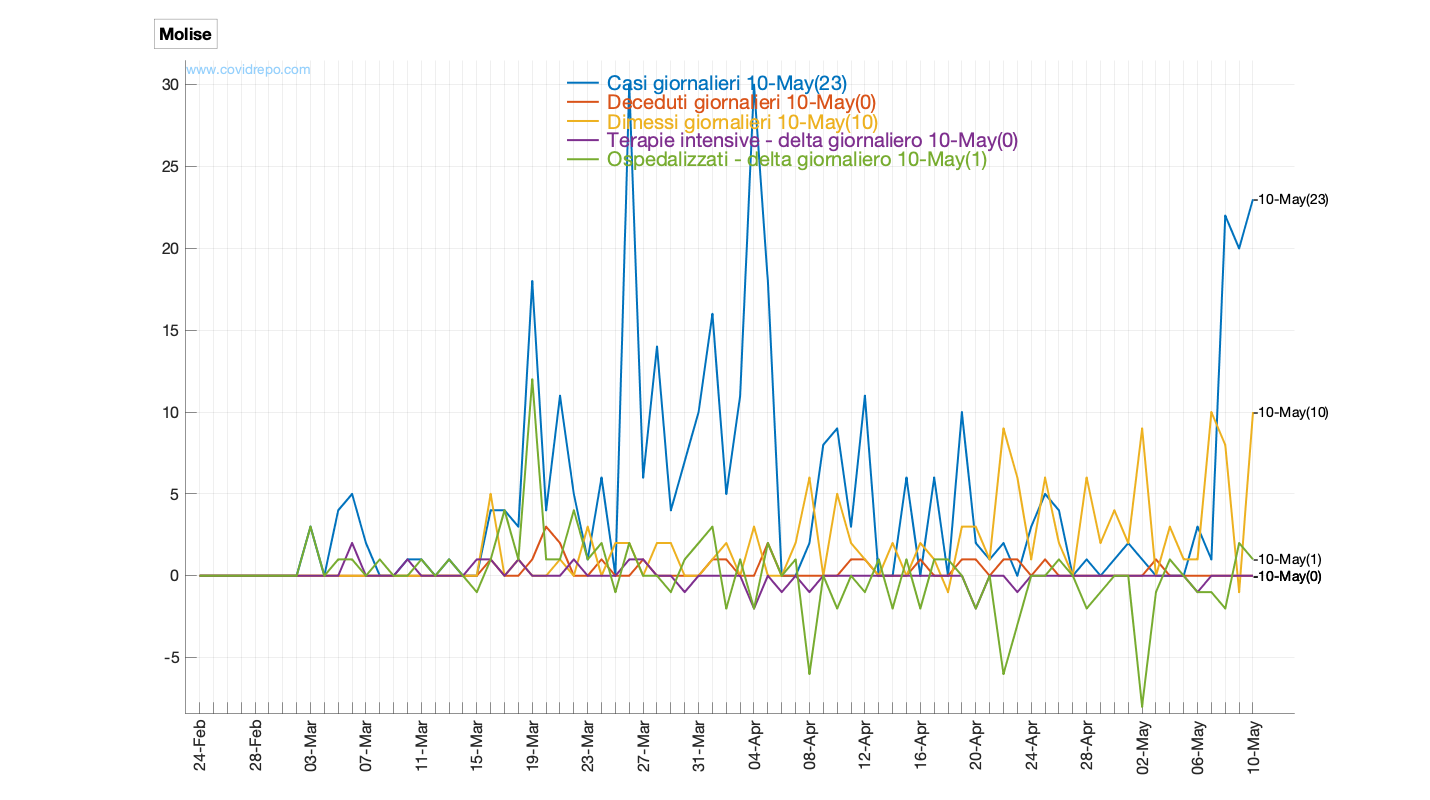 Molise
www.covidrepo.com
Casi giornalieri 10-May(23)
Deceduti giornalieri 10-May(0)
Dimessi giornalieri 10-May(10)
Terapie intensive - delta giornaliero 10-May(0)
Ospedalizzati - delta giornaliero 10-May(1)
30
25
20
15
10
5
0
-5
10-May(23)
10-May(10)
10-May(1)
10-May(0)
24-Feb
28-Feb
03-Mar
07-Mar
11-Mar
15-Mar
19-Mar
23-Mar
27-Mar
31-Mar
04-Apr
08-Apr
12-Apr
16-Apr
20-Apr
24-Apr
28-Apr
02-May
06-May
10-May